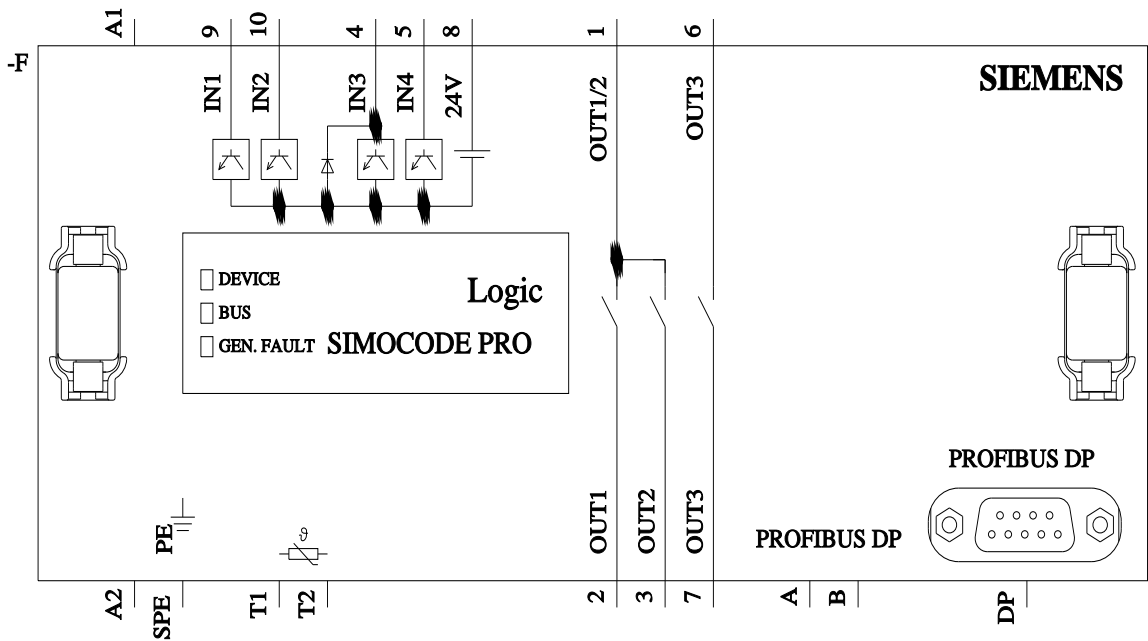 A1
9
10
4
5
8
1
6
-F
IN1
IN2
IN3
IN4
24V
OUT1/2
OUT3
SIEMENS
DEVICE
BUS
GEN. FAULT
Logic
SIMOCODE PRO
PROFIBUS DP
PE
ϑ
OUT1
OUT2
OUT3
PROFIBUS DP
A2
SPE
T1
T2
2
3
7
A
B
DP